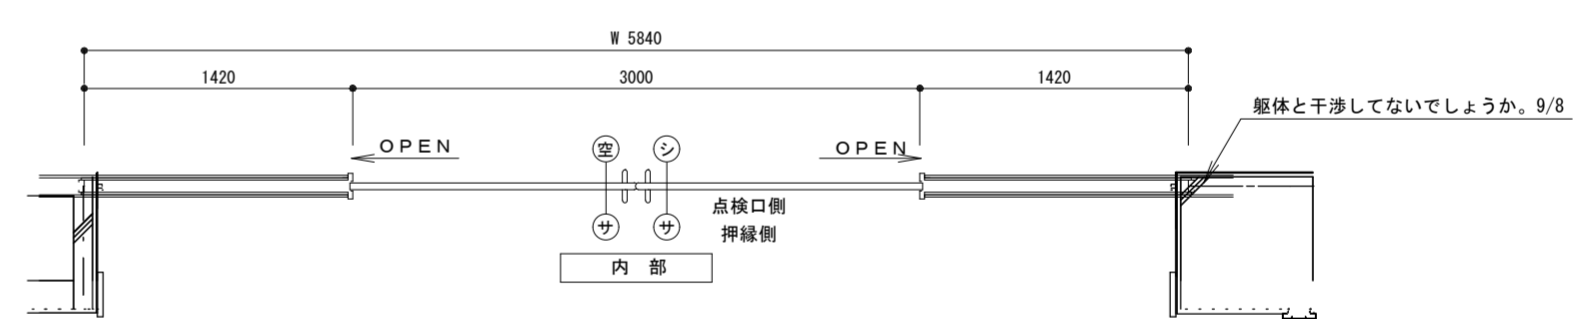 W 5840
1420
3000
1420
躯体と干渉してないでしょうか。9/8
OPEN
空
シ
OPEN
点検口側
サ
サ
押縁側
内 部